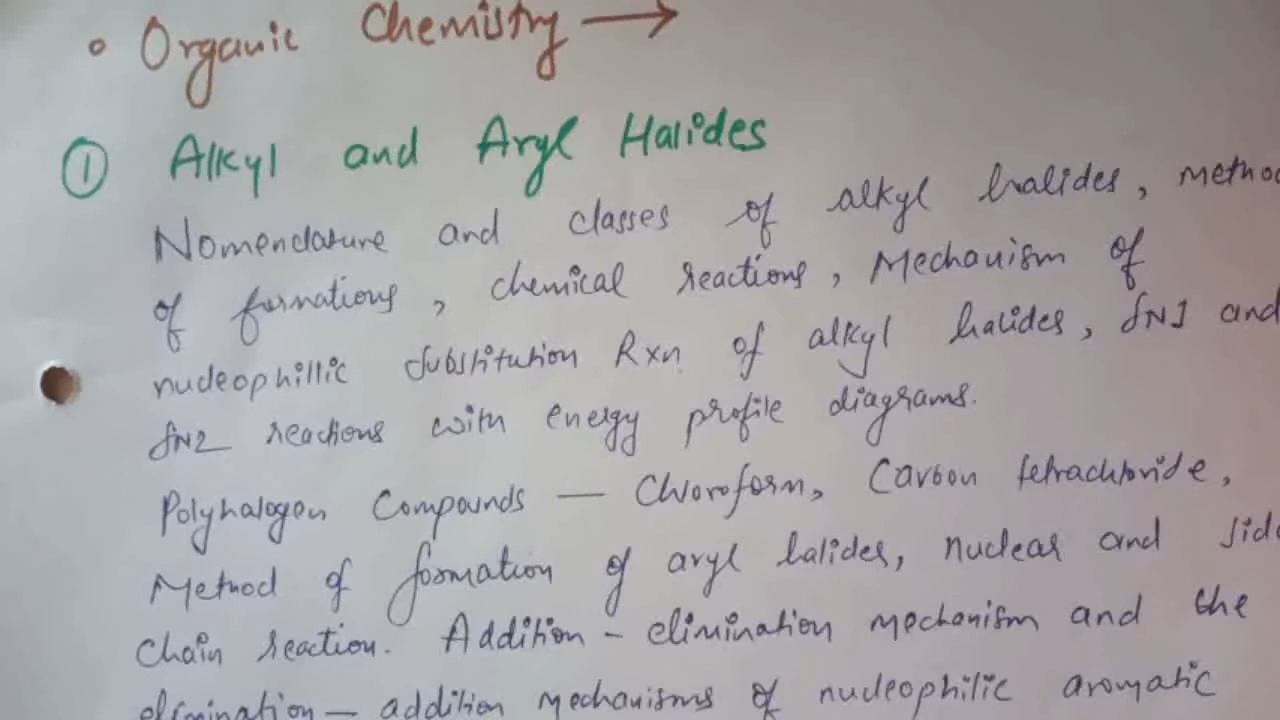 • Organic Chemistry →
① Alkyl and Aryl Halides
Nomenclature and classes of alkyl halides, method
of formations, chemical reactions, Mechanism of
nucleophillic substitution Rxn of alkyl halides, SN1 and
SN2 reactions with energy profile diagrams.
Polyhalogen Compounds — Chloroform, Carbon tetrachloride,
Method of formation of aryl halides, nuclear and side
chain reaction. Addition - elimination mechanism and the
elimination — addition mechanisms of nucleophilic aromatic